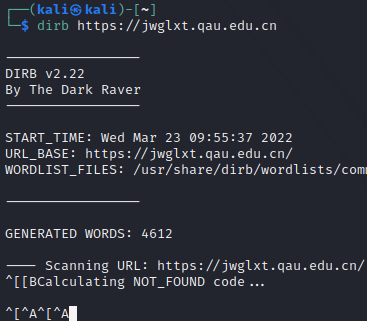 ┌──(kali㉿kali)-[~]
└─$ dirb https://jwglxt.qau.edu.cn
-----------------
DIRB v2.22
By The Dark Raver
-----------------
START_TIME: Wed Mar 23 09:55:37 2022
URL_BASE: https://jwglxt.qau.edu.cn/
WORDLIST_FILES: /usr/share/dirb/wordlists/com
-----------------
GENERATED WORDS: 4612
---- Scanning URL: https://jwglxt.qau.edu.cn/
^[[BCalculating NOT_FOUND code...
^[^A^[^A